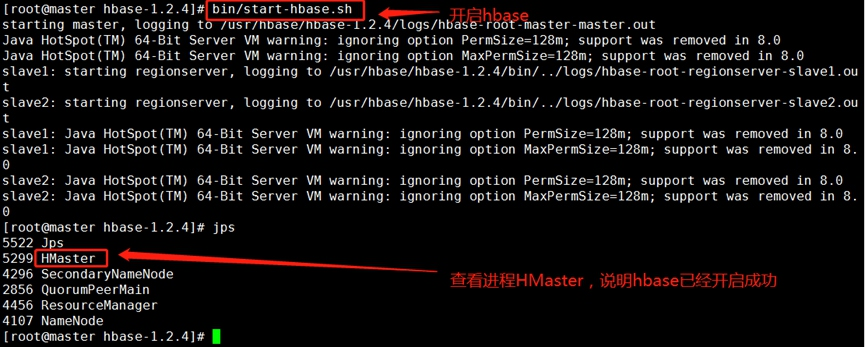 [root@master hbase-1.2.4]# bin/start-hbase.sh
开启hbase
starting master, logging to /usr/hbase/hbase-1.2.4/logs/hbase-root-master-master.out
Java HotSpot(TM) 64-Bit Server VM warning: ignoring option PermSize=128m; support was removed in 8.0
Java HotSpot(TM) 64-Bit Server VM warning: ignoring option MaxPermSize=128m; support was removed in 8.0
slave1: starting regionserver, logging to /usr/hbase/hbase-1.2.4/bin/../logs/hbase-root-regionserver-slave1.o
ut
slave2: starting regionserver, logging to /usr/hbase/hbase-1.2.4/bin/../logs/hbase-root-regionserver-slave2.o
ut
slave1: Java HotSpot(TM) 64-Bit Server VM warning: ignoring option PermSize=128m; support was removed in 8.0
slave1: Java HotSpot(TM) 64-Bit Server VM warning: ignoring option MaxPermSize=128m; support was removed in 8.
0
slave2: Java HotSpot(TM) 64-Bit Server VM warning: ignoring option PermSize=128m; support was removed in 8.0
slave2: Java HotSpot(TM) 64-Bit Server VM warning: ignoring option MaxPermSize=128m; support was removed in 8.
0
[root@master hbase-1.2.4]# jps
5522 Jps
5299 HMaster
4296 SecondaryNameNode
查看进程HMaster，说明hbase已经开启成功
2856 QuorumPeerMain
4456 ResourceManager
4107 NameNode
[root@master hbase-1.2.4]#